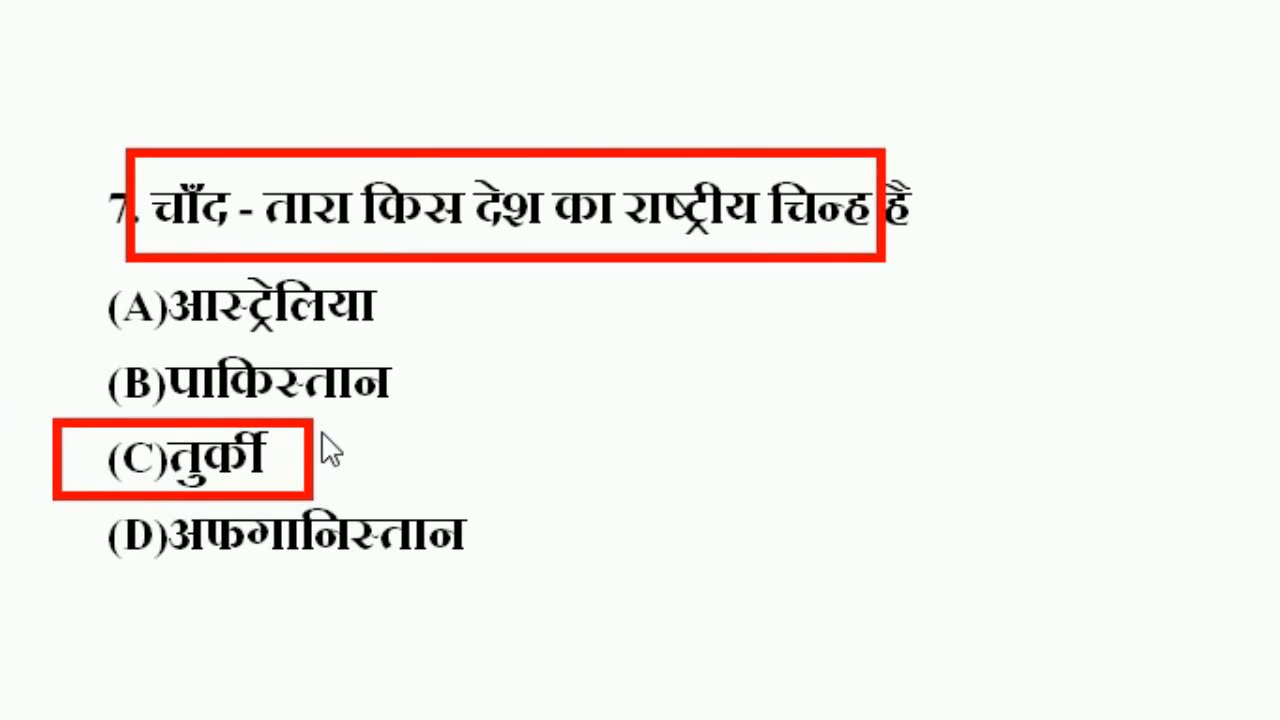 7. चाँद - तारा किस देश का राष्ट्रीय चिन्ह है
(A)आस्ट्रेलिया
(B)पाकिस्तान
(C)तुर्की
(D)अफगानिस्तान